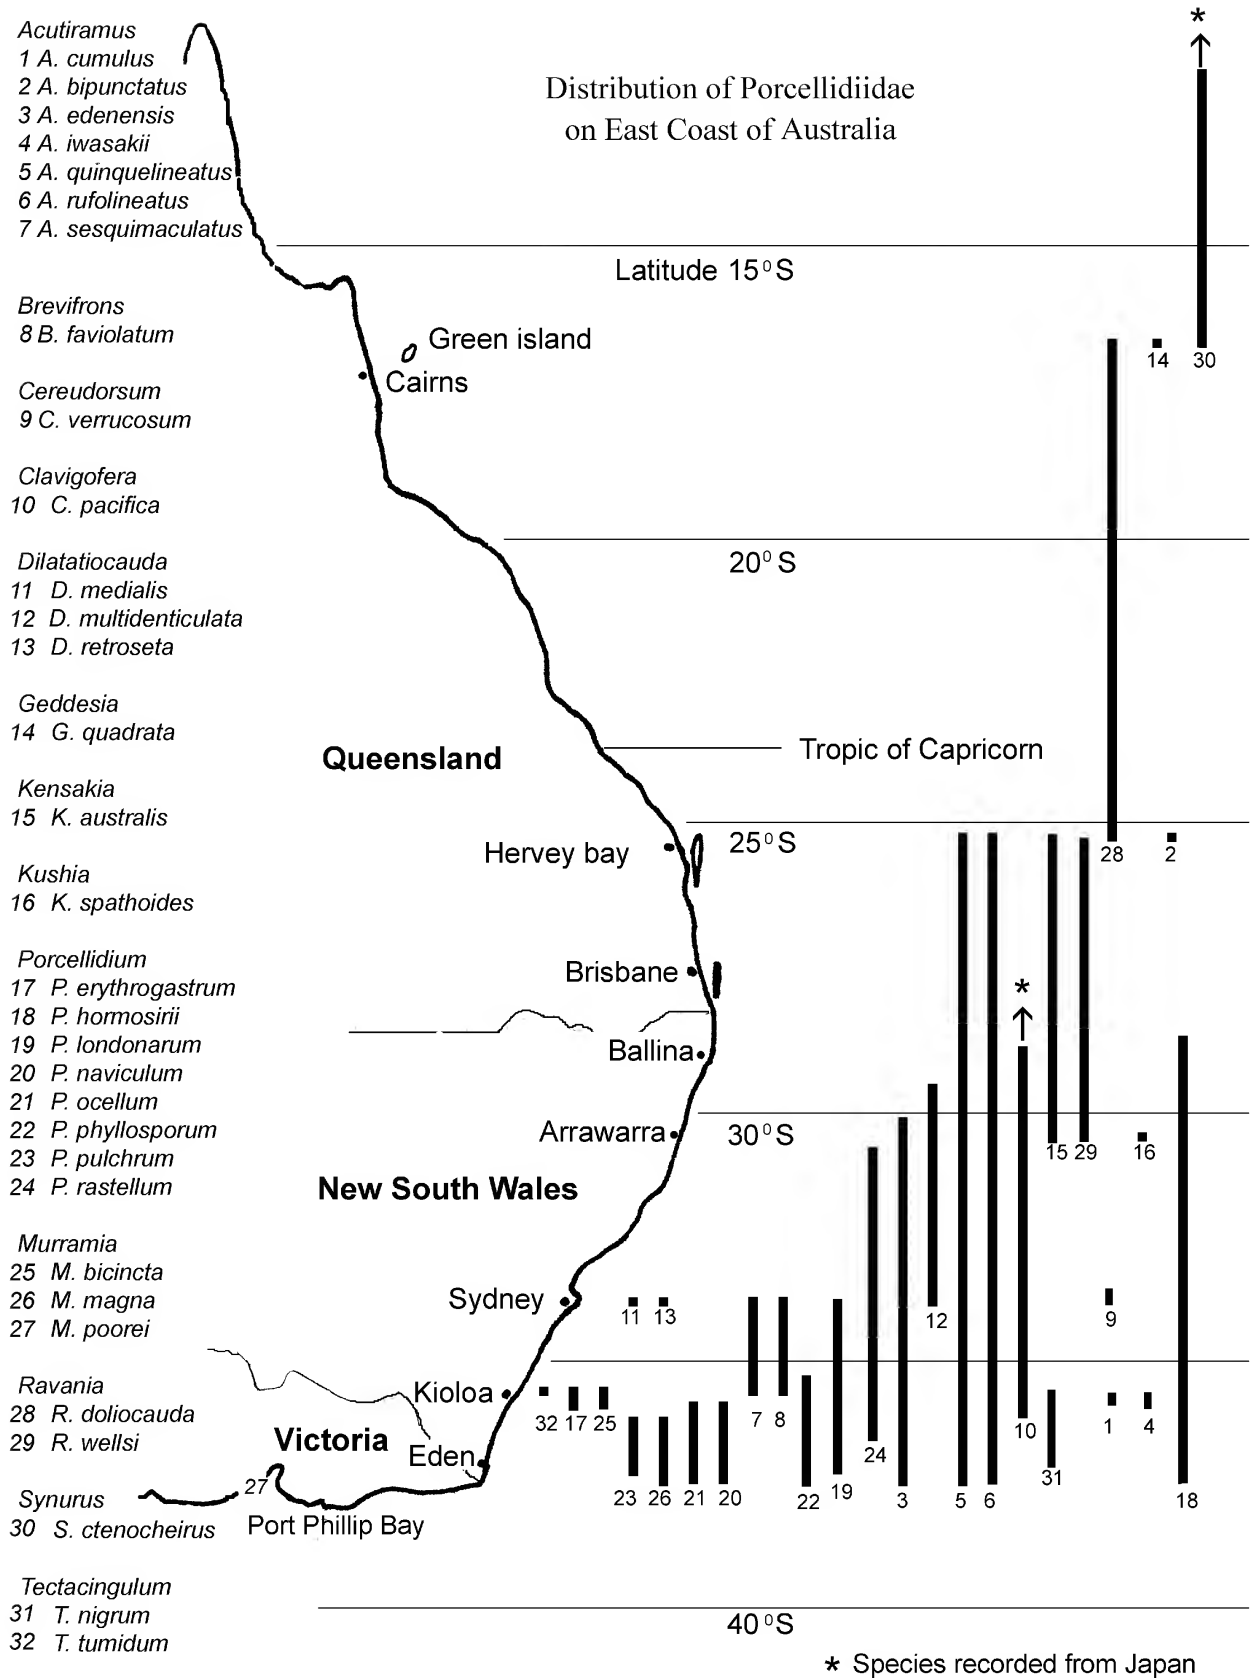 Acutiramus
1 A. cumulus
2 A. bipunctatus
3 A. edenensis
4 A. iwasakii
5 A. quinquelineatus
6 A. rufolineatus
7 A. sesquimaculatus
Brevifrons
8 B. faviolatum
Cereudorsum
9 C. verrucosum
Clavigofera
10 C. pacifica
Dilatatiocauda
11 D. medialis
12 D. multidenticulata
13 D. retroseta
Geddesia
14 G. quadrata
Kensakia
15 K. australis
Kushia
16 K. spathoides
Porcellidium
17 P. erythrogastrum
18 P. hormosirii
19 P. londonarum
20 P. naviculum
21 P. ocellum
22 P. phyllosporum
23 P. pulchrum
24 P. rastellum
Murramia
25 M. bicincta
26 M. magna
27 M. poorei
Ravania
28 R. doliocauda
29 R. wellsi
Synurus
30 S. ctenocheirus
Tectacingulum
31 T. nigrum
32 T. tumidum
*
Distribution of Porcellidiidae
on East Coast of Australia
Latitude 15⁰S
Green island
Cairns
14 30
20⁰S
Queensland
Tropic of Capricorn
25⁰S
Hervey bay
28 2
Brisbane
*
Ballina
Arrawarra
30⁰S
15 29 16
New South Wales
Sydney
11 13 12 9
Kioloa
32 17 25 7 8 10 1 4
Victoria
Eden
24 31
27
23 26 21 20 22 19 3 5 6 18
Port Phillip Bay
40⁰S
* Species recorded from Japan